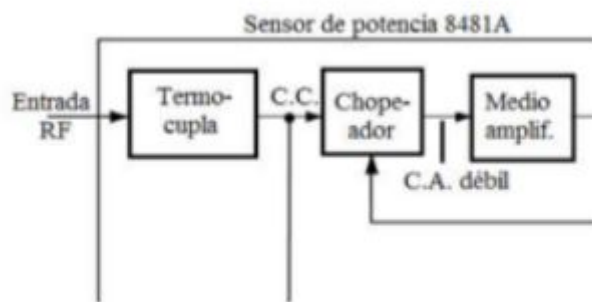 Sensor de potencia 8481A
Entrada
RF
Termo-
cupla
C.C.
Chope-
ador
C.A. débil
Medio
amplif.